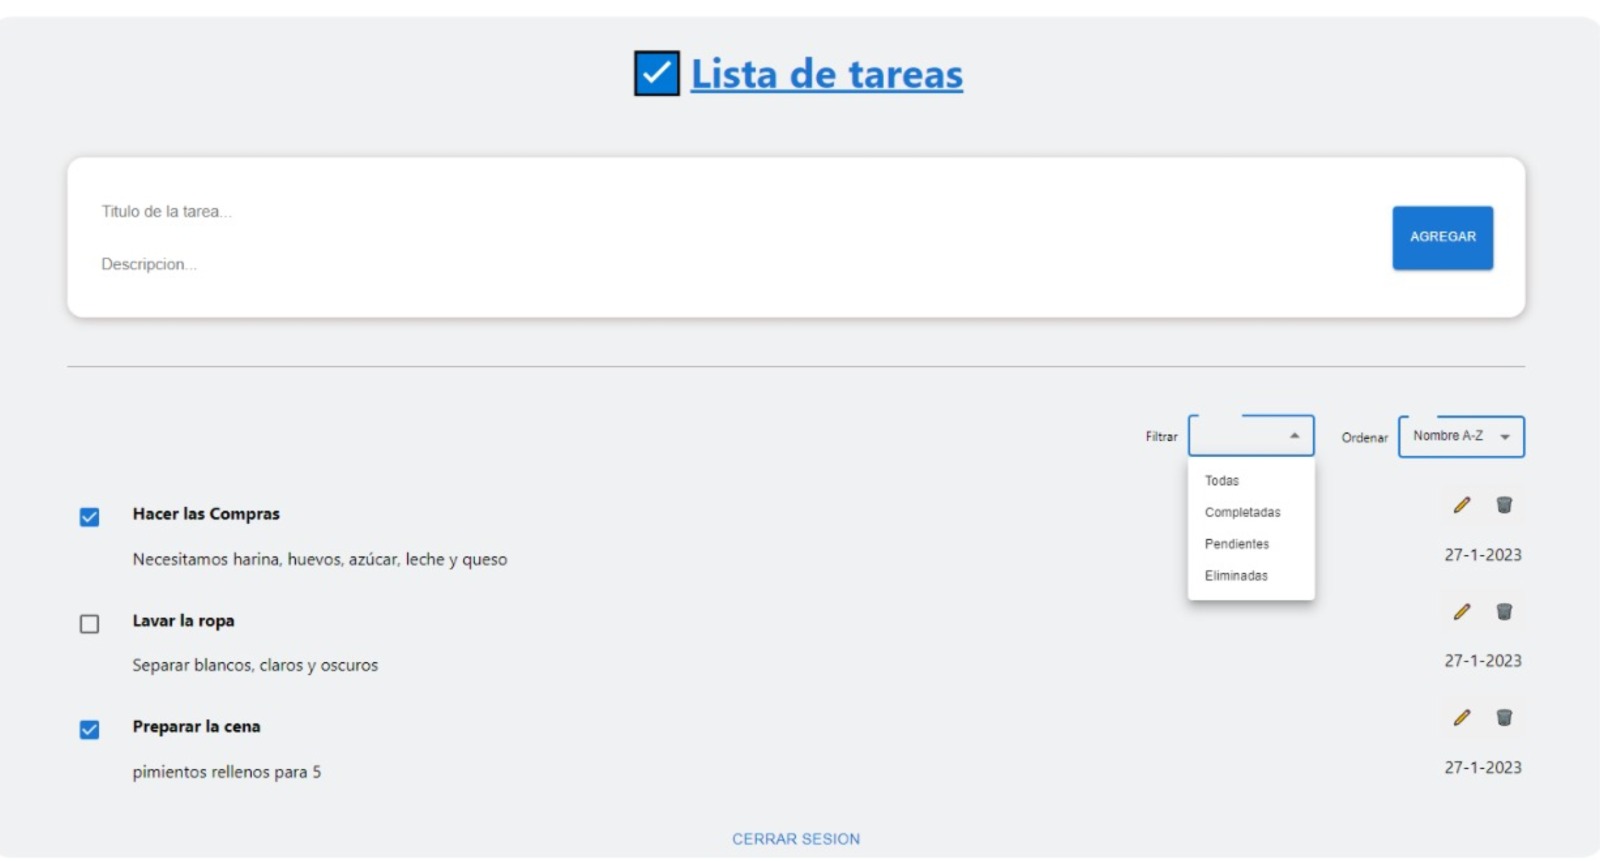 Lista de tareas
Titulo de la tarea...
AGREGAR
Descripcion...
Filtrar
Ordenar Nombre A-Z
Todas
Completadas
Pendientes
Eliminadas
Hacer las Compras
Necesitamos harina, huevos, azúcar, leche y queso
27-1-2023
Lavar la ropa
Separar blancos, claros y oscuros
27-1-2023
Preparar la cena
pimientos rellenos para 5
27-1-2023
CERRAR SESION